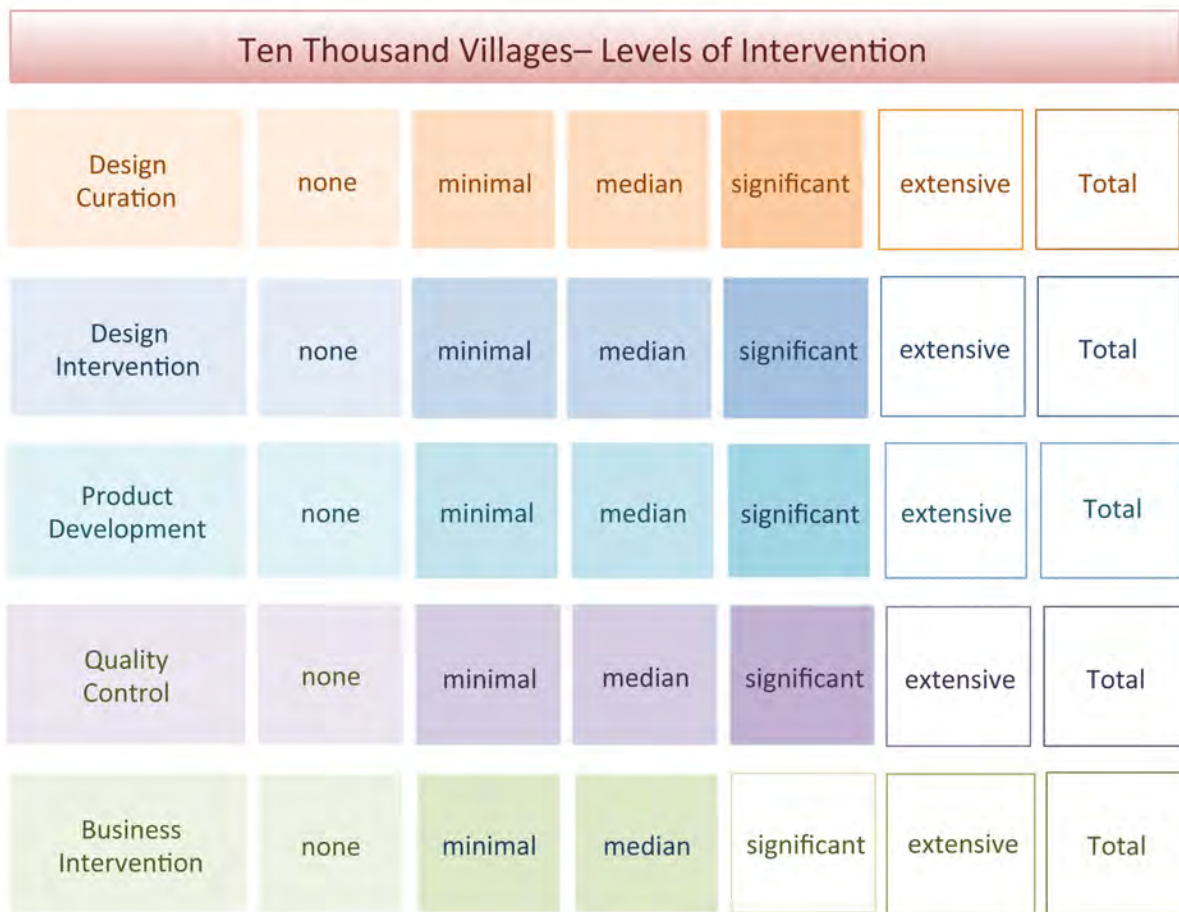 Ten Thousand Villages– Levels of Intervention
Design
Curation
none
minimal
median
significant
extensive
Total
Design
Intervention
none
minimal
median
significant
extensive
Total
Product
Development
none
minimal
median
significant
extensive
Total
Quality
Control
none
minimal
median
significant
extensive
Total
Business
Intervention
none
minimal
median
significant
extensive
Total